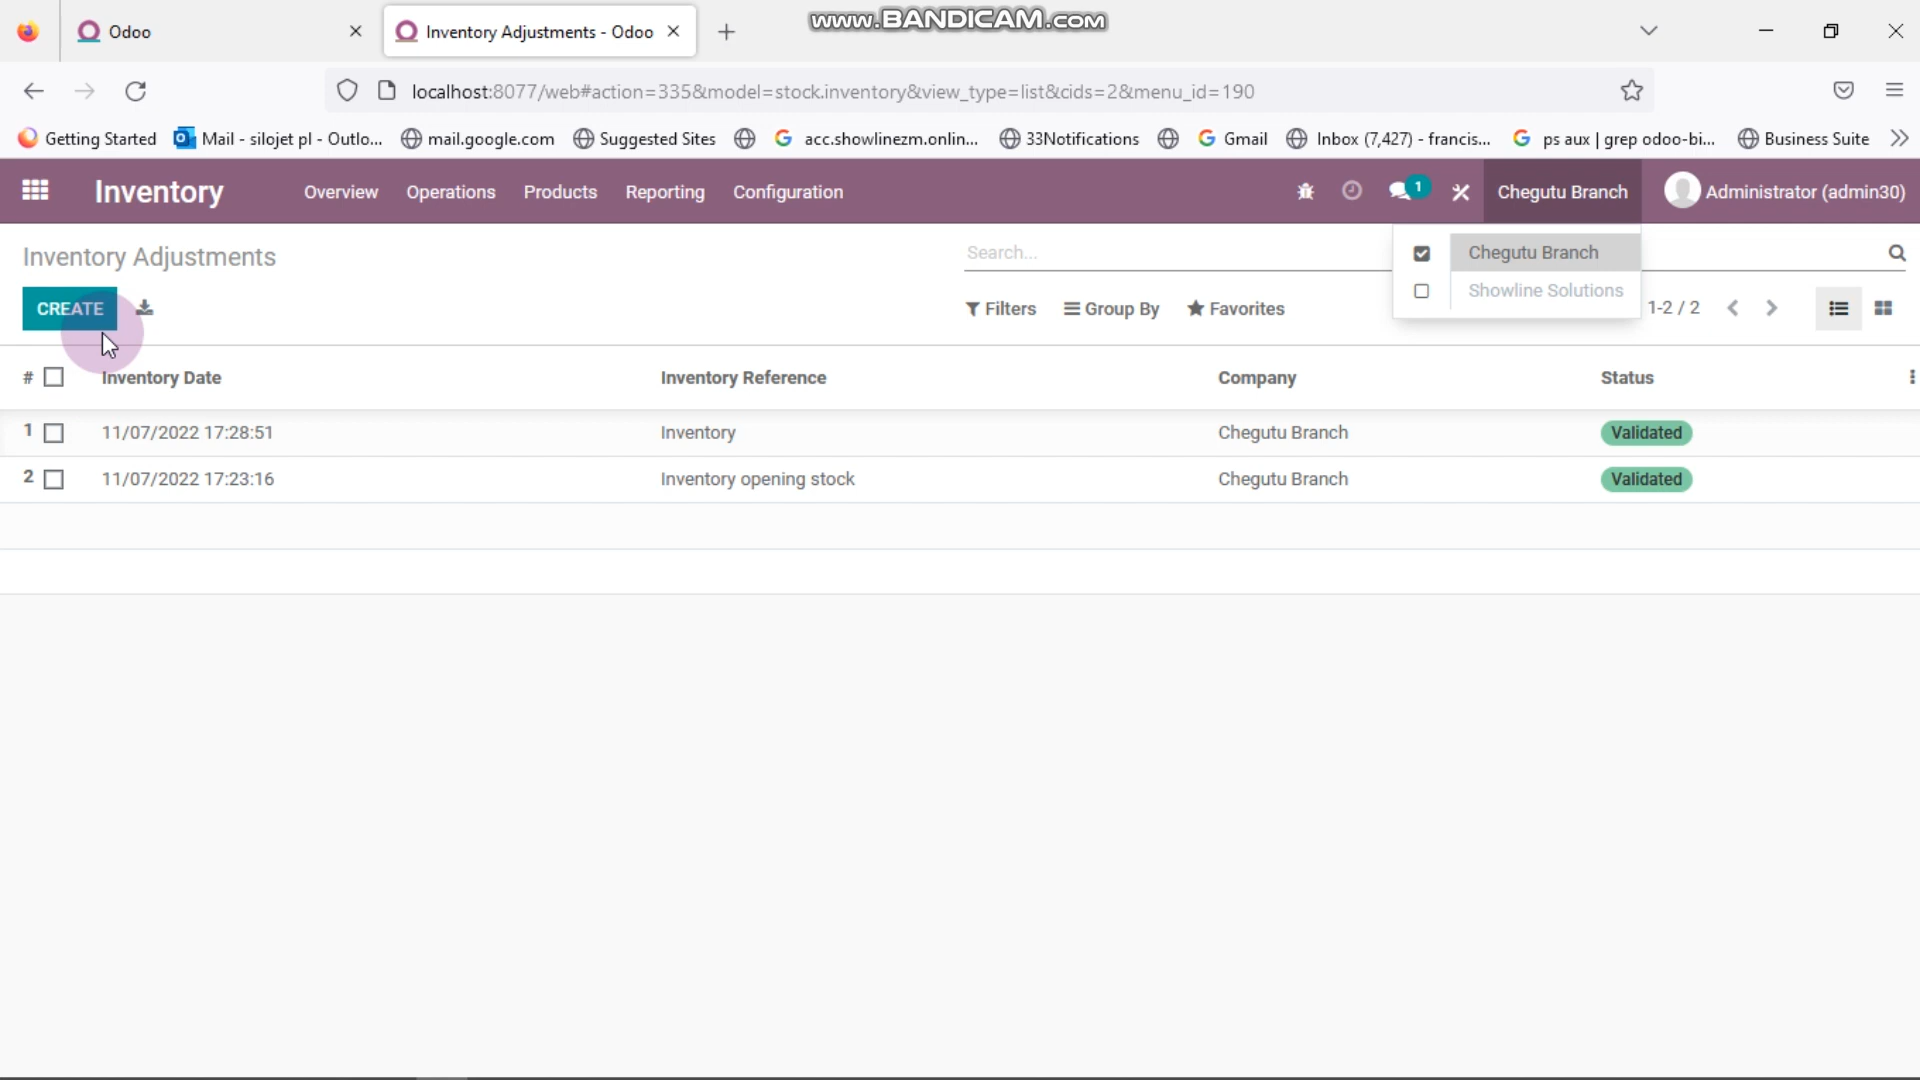 Odoo
Inventory Adjustments - Odoo
www.BANDICAM.com
localhost:8077/web#action=335&model=stock.inventory&view_type=list&cids=2&menu_id=190
Getting Started
Mail - silojet pl - Outlo...
mail.google.com
Suggested Sites
acc.showlinezm.onlin...
33Notifications
Gmail
Inbox (7,427) - francis...
ps aux | grep odoo-bi...
Business Suite
Inventory
Overview
Operations
Products
Reporting
Configuration
1
Chegutu Branch
Administrator (admin30)
Inventory Adjustments
Search...
Chegutu Branch
Showline Solutions
CREATE
Filters
Group By
Favorites
1-2 / 2
# Inventory Date Inventory Reference Company Status
1 11/07/2022 17:28:51 Inventory Chegutu Branch Validated
2 11/07/2022 17:23:16 Inventory opening stock Chegutu Branch Validated